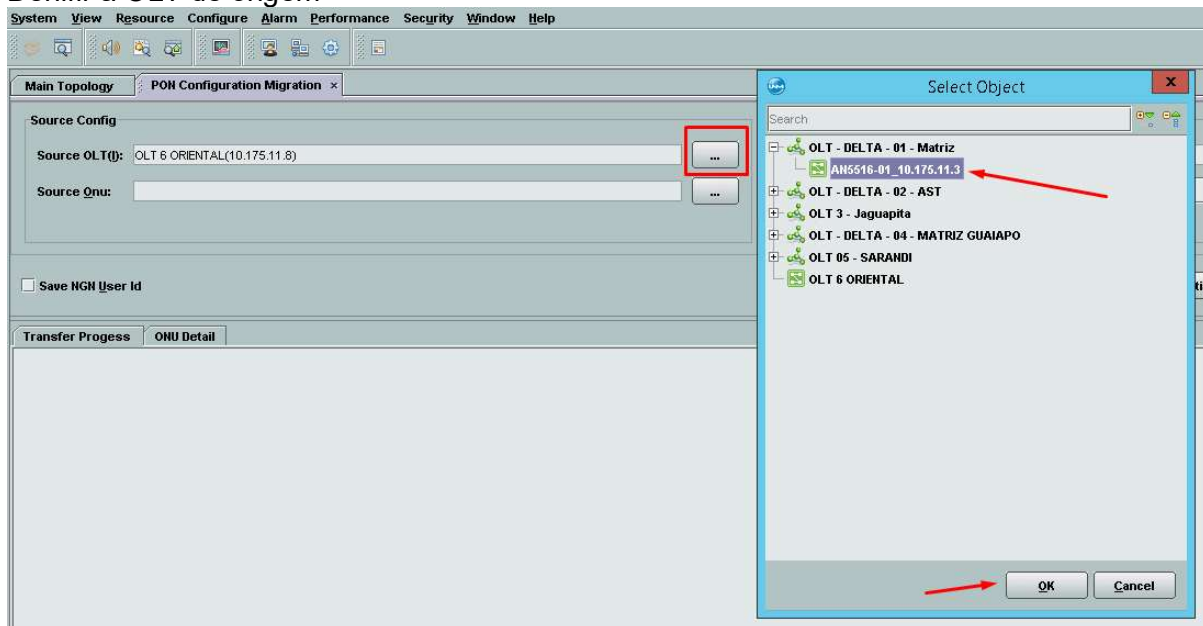 System View Resource Configure Alarm Performance Security Window Help
Main Topology PON Configuration Migration ×
Source Config
Source OLT(I): OLT 6 ORIENTAL(10.175.11.8) ...
Source Onu: ...
Save NGN User Id
Transfer Progess ONU Detail
Select Object X
Search
OLT - DELTA - 01 - Matriz
AN5516-01_10.175.11.3
OLT - DELTA - 02 - AST
OLT 3 - Jaguapita
OLT - DELTA - 04 - MATRIZ GUAIAPO
OLT 05 - SARANDI
OLT 6 ORIENTAL
OK Cancel